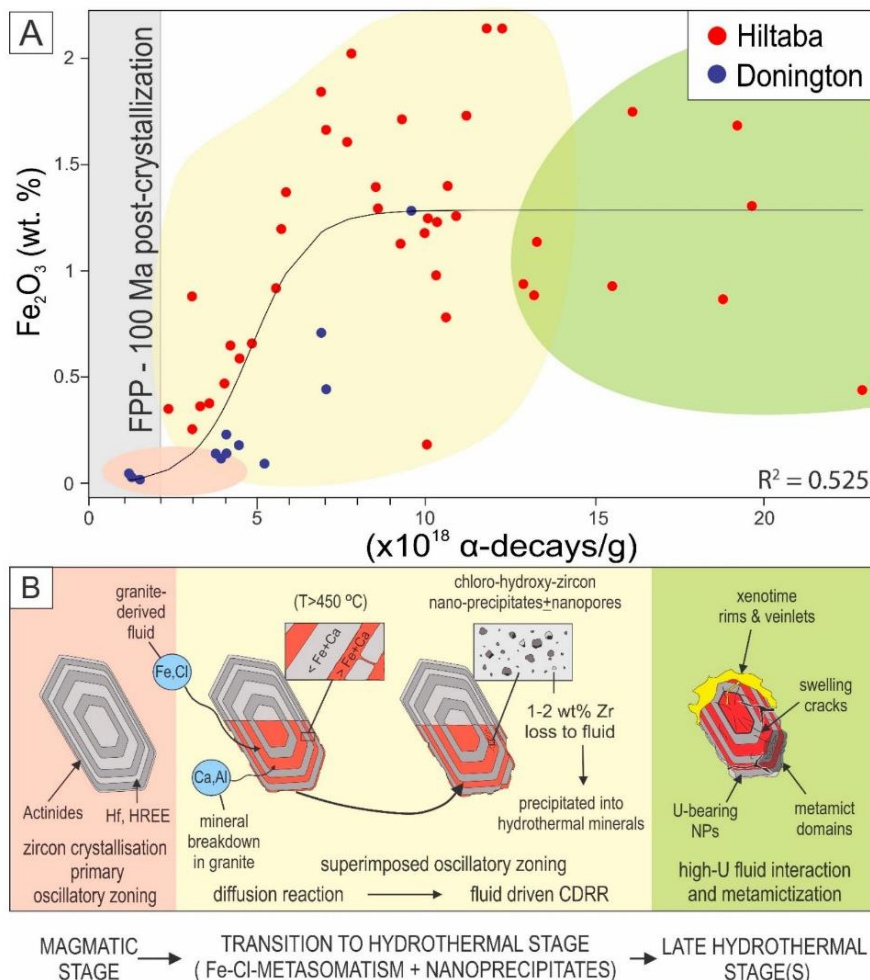 A
Hiltaba
Donington
Fe₂O₃ (wt. %)
2
1.5
1
0.5
0
FPP - 100 Ma post-crystallization
R² = 0.525
0
5
10
15
20
(x10¹⁸ α-decays/g)
B
granite-
derived
fluid
Fe,Cl
Ca,Al
(T>450 ºC)
< Fe+Ca
> Fe+Ca
chloro-hydroxy-zircon
nano-precipitates±nanopores
xenotime
rims & veinlets
swelling
cracks
1-2 wt% Zr
loss to fluid
precipitated into
hydrothermal minerals
Actinides
Hf, HREE
mineral
breakdown
in granite
U-bearing
NPs
metamict
domains
zircon crystallisation
primary
oscillatory zoning
superimposed oscillatory zoning
diffusion reaction
fluid driven CDRR
high-U fluid interaction
and metamictization
MAGMATIC
STAGE
TRANSITION TO HYDROTHERMAL STAGE
( Fe-Cl-METASOMATISM + NANOPRECIPITATES)
LATE HYDROTHERMAL
STAGE(S)